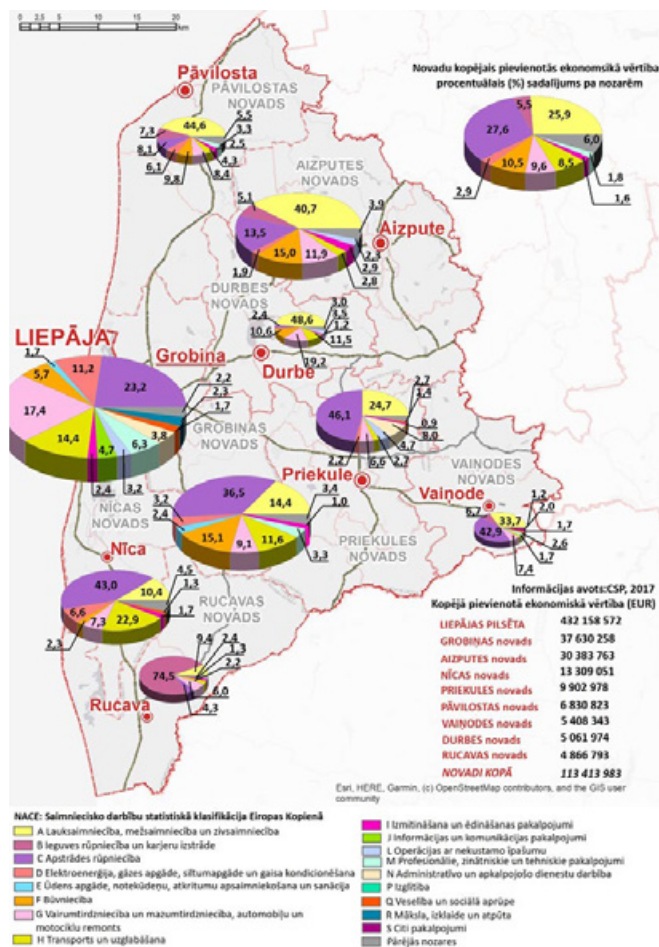 0 2,5 5 10 15 20
km
Novadu kopējais pievienotās ekonomsikā vērtība
procentuālais (%) sadalījums pa nozarēm
5,5
25,9
27,6
6,0
10,5
9,6
8,5
2,9
1,8
1,6
Pāvilosta
PĀVILOSTAS
NOVADS
44,6
7,3
8,1
6,1
9,8
5,5
3,3
2,5
4,3
8,4
AIZPUTES
NOVADS
5,1
40,7
3,9
13,5
15,0
11,9
1,9
2,3
2,9
2,8
Aizpute
DURBES
NOVADS
2,4
48,6
3,0
3,5
1,2
10,6
11,5
19,2
Grobiņa
Durbe
LIEPĀJA
1,7
5,7
11,2
23,2
17,4
14,4
4,7
6,3
3,8
2,2
2,3
1,7
2,4
3,2
GROBIŅAS
NOVADS
46,1
24,7
2,7
1,4
0,9
8,0
4,7
2,7
6,6
2,2
Priekule
VAIŅODES
NOVADS
Vaiņode
6,7
33,7
42,9
1,2
2,0
1,7
2,6
1,7
7,4
NĪCAS
NOVADS
36,5
14,4
3,4
1,0
3,2
2,4
15,1
9,1
11,6
3,3
PRIEKULES
NOVADS
Nīca
43,0
10,4
4,5
1,3
1,7
6,6
2,3
7,3
22,9
RUCAVAS
NOVADS
9,4
74,5
2,4
1,3
2,2
6,0
4,3
Rucava
Informācijas avots:CSP, 2017
Kopējā pievienotā ekonomiskā vērtība (EUR)
LIEPĀJAS PILSĒTA 432 158 572
GROBIŅAS novads 37 630 258
AIZPUTES novads 30 383 763
NĪCAS novads 13 309 051
PRIEKULES novads 9 902 978
PĀVILOSTAS novads 6 830 823
VAIŅODES novads 5 408 343
DURBES novads 5 061 974
RUCAVAS novads 4 866 793
NOVADI KOPĀ 113 413 983
Esri, HERE, Garmin, (c) OpenStreetMap contributors, and the GIS user
community
NACE: Saimniecisko darbību statistiskā klasifikācija Eiropas Kopienā
A Lauksaimniecība, mežsaimniecība un zivsaimniecība
B Ieguves rūpniecība un karjeru izstrāde
C Apstrādes rūpniecība
D Elektroenerģija, gāzes apgāde, siltumapgāde un gaisa kondicionēšana
E Ūdens apgāde, notekūdeņu, atkritumu apsaimniekošana un sanācija
F Būvniecība
G Vairumtirdzniecība un mazumtirdzniecība, automobiļu un
motociklu remonts
H Transports un uzglabāšana
I Izmitināšana un ēdināšanas pakalpojumi
J Informācijas un komunikācijas pakalpojumi
L Operācijas ar nekustamo īpašumu
M Profesionālie, zinātniskie un tehniskie pakalpojumi
N Administratīvo un apkalpojošo dienestu darbība
P Izglītība
Q Veselība un sociālā aprūpe
R Māksla, izklaide un atpūta
S Citi pakalpojumi
Pārējās nozares